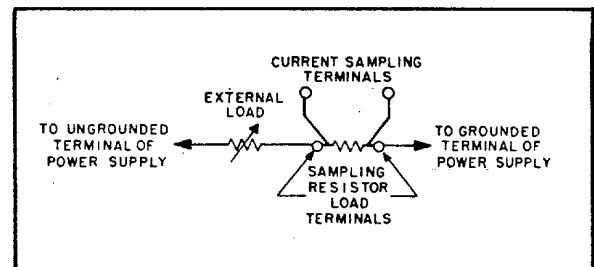 CURRENT SAMPLING
TERMINALS
EXTERNAL
LOAD
TO UNGROUNDED
TERMINAL OF
POWER SUPPLY
TO GROUNDED
TERMINAL OF
POWER SUPPLY
SAMPLING
RESISTOR
LOAD
TERMINALS